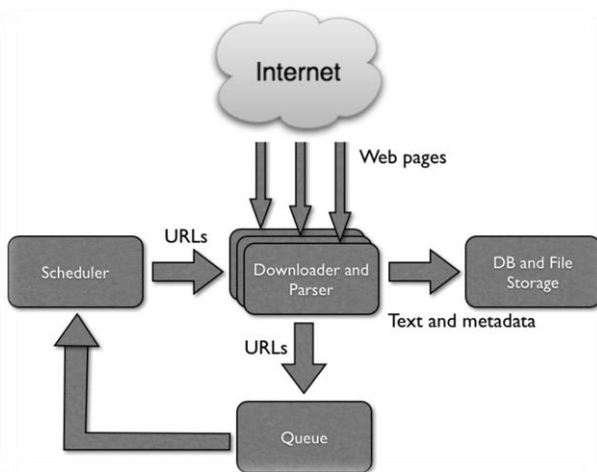 Internet
Web pages
URLs
Scheduler
Downloader and
Parser
DB and File
Storage
Text and metadata
URLs
Queue